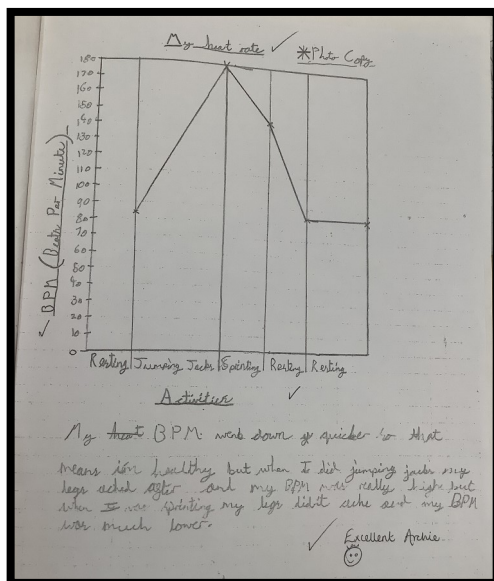 My heart rate
*Photo Copy
180
170
160
150
140
130
120
110
100
90
80
70
60
50
40
30
20
10
0
BPM (Beats Per Minute)
Resting Jumping Jacks Sprinting Resting Resting
Activities
My BPM went down quicker so that
means i'm healthy but when I did jumping jacks my
legs ached after and my BPM was really high but
when I was sprinting my legs didn't ache and my BPM
was much lower.
Excellent Archie